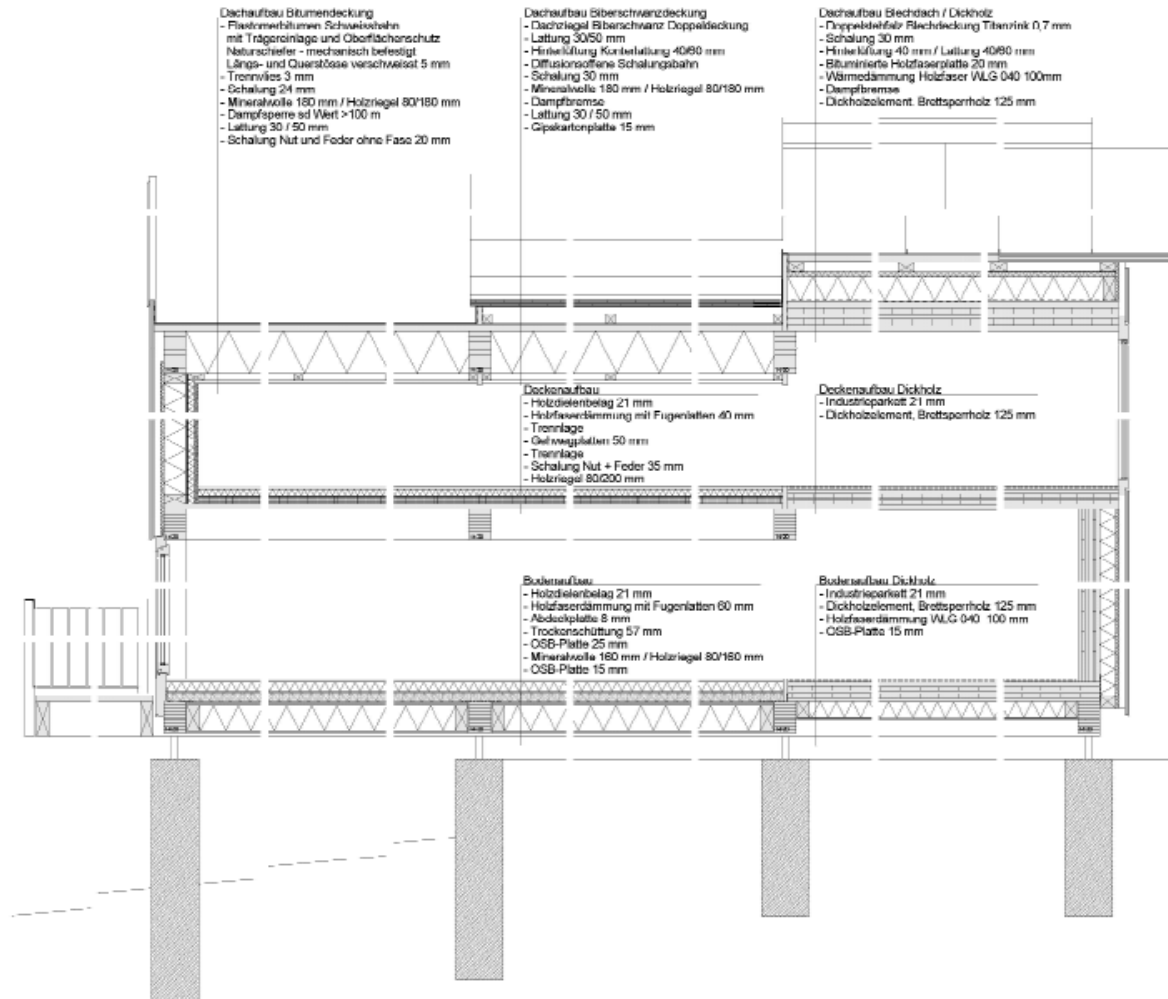 Dachaufbau Bitumendeckung
- Elastomerbitumen Schweissbahn
mit Trägereinlage und Oberflächenschutz
Naturschiefer - mechanisch befestigt
Längs- und Querstösse verschweisst 5 mm
- Trennvlies 3 mm
- Schalung 24 mm
- Mineralwolle 180 mm / Holzriegel 80/180 mm
- Dampfsperre sd Wert >100 m
- Lattung 30 / 50 mm
- Schalung Nut und Feder ohne Fase 20 mm
Dachaufbau Biberschwanzdeckung
- Dachziegel Biberschwanz Doppeldeckung
- Lattung 30/50 mm
- Hinterlüftung Konterlattung 40/60 mm
- Diffusionsoffene Schalungsbahn
- Schalung 30 mm
- Mineralwolle 180 mm / Holzriegel 80/180 mm
- Dampfbremse
- Lattung 30 / 50 mm
- Gipskartonplatte 15 mm
Dachaufbau Blechdach / Dickholz
- Doppelstehfalz Blechdeckung Titanzink 0,7 mm
- Schalung 30 mm
- Hinterlüftung 40 mm / Lattung 40/60 mm
- Bituminierte Holzfaserplatte 20 mm
- Wärmedämmung Holzfaser WLG 040 100mm
- Dampfbremse
- Dickholzelement, Brettsperrholz 125 mm
Deckenaufbau
- Holzdielenbelag 21 mm
- Holzfaserdämmung mit Fugenlatten 40 mm
- Trennlage
- Gehwegplatten 50 mm
- Trennlage
- Schalung Nut + Feder 35 mm
- Holzriegel 80/200 mm
Deckenaufbau Dickholz
- Industrieparkett 21 mm
- Dickholzelement, Brettsperrholz 125 mm
Bodenaufbau
- Holzdielenbelag 21 mm
- Holzfaserdämmung mit Fugenlatten 60 mm
- Abdeckplatte 8 mm
- Trockenschüttung 57 mm
- OSB-Platte 25 mm
- Mineralwolle 160 mm / Holzriegel 80/160 mm
- OSB-Platte 15 mm
Bodenaufbau Dickholz
- Industrieparkett 21 mm
- Dickholzelement, Brettsperrholz 125 mm
- Holzfaserdämmung WLG 040 100 mm
- OSB-Platte 15 mm